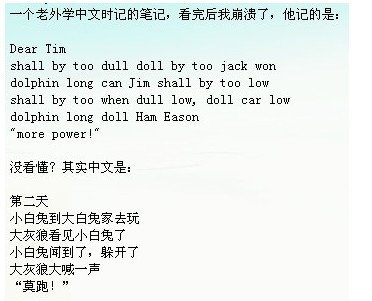 一个老外学中文时记的笔记，看完后我崩溃了，他记的是：
Dear Tim
shall by too dull doll by too jack won
dolphin long can Jim shall by too low
shall by too when dull low, doll car low
dolphin long doll Ham Eason
"more power!"
没看懂？其实中文是：
第二天
小白兔到大白兔家去玩
大灰狼看见小白兔了
小白兔闻到了，躲开了
大灰狼大喊一声
“莫跑！”